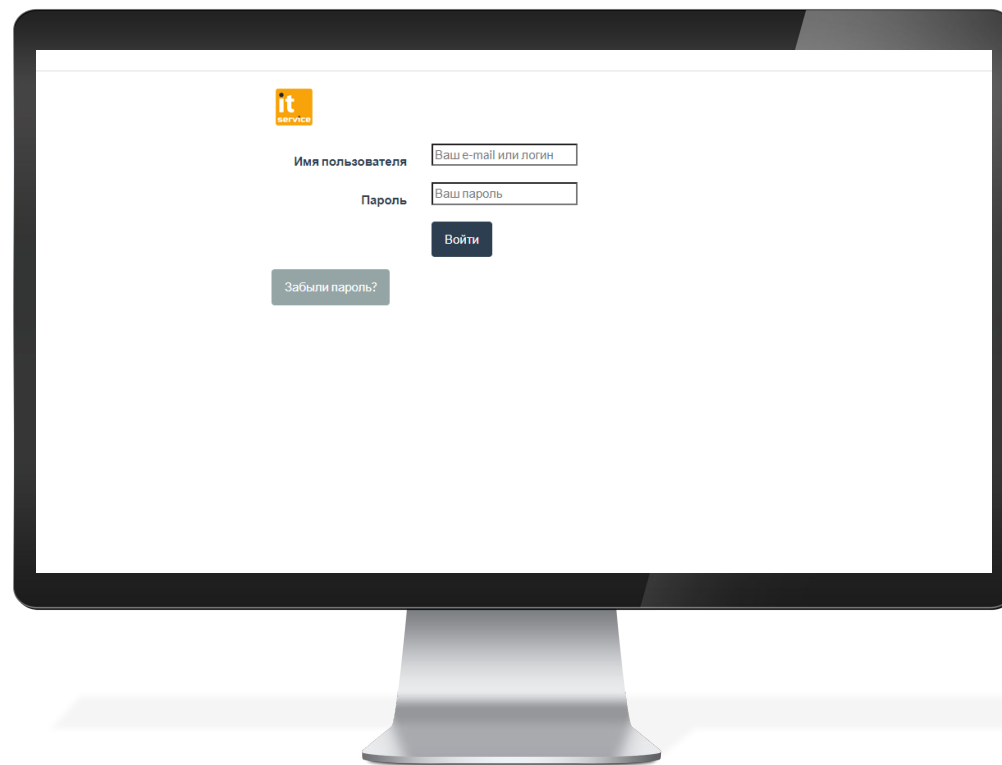 it
service
Имя пользователя
Ваш e-mail или логин
Пароль
Ваш пароль
Войти
Забыли пароль?